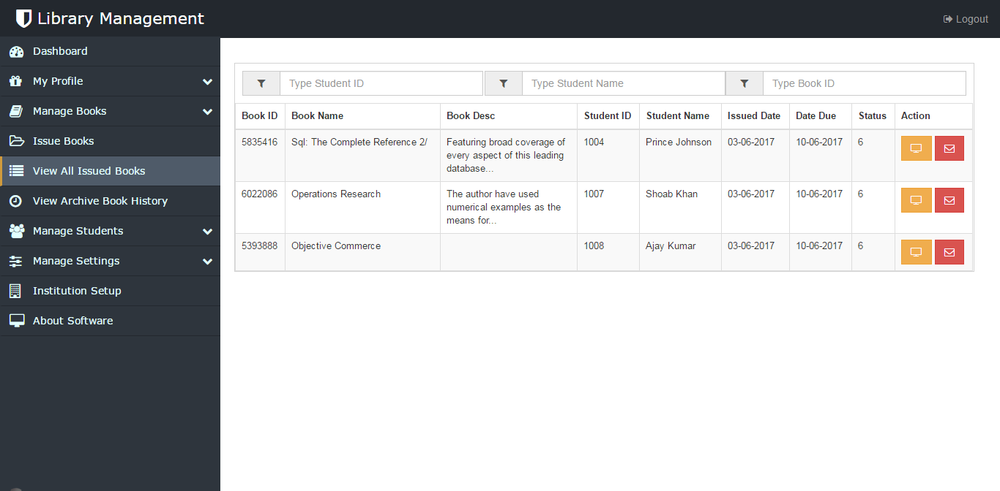 Library Management
Logout
Dashboard
My Profile
Manage Books
Issue Books
View All Issued Books
View Archive Book History
Manage Students
Manage Settings
Institution Setup
About Software
Type Student ID Type Student Name Type Book ID
Book ID Book Name Book Desc Student ID Student Name Issued Date Date Due Status Action
5835416 Sql: The Complete Reference 2/ Featuring broad coverage of 1004 Prince Johnson 03-06-2017 10-06-2017 6
every aspect of this leading
database...
6022086 Operations Research The author have used 1007 Shoab Khan 03-06-2017 10-06-2017 6
numerical examples as the
means for...
5393888 Objective Commerce 1008 Ajay Kumar 03-06-2017 10-06-2017 6